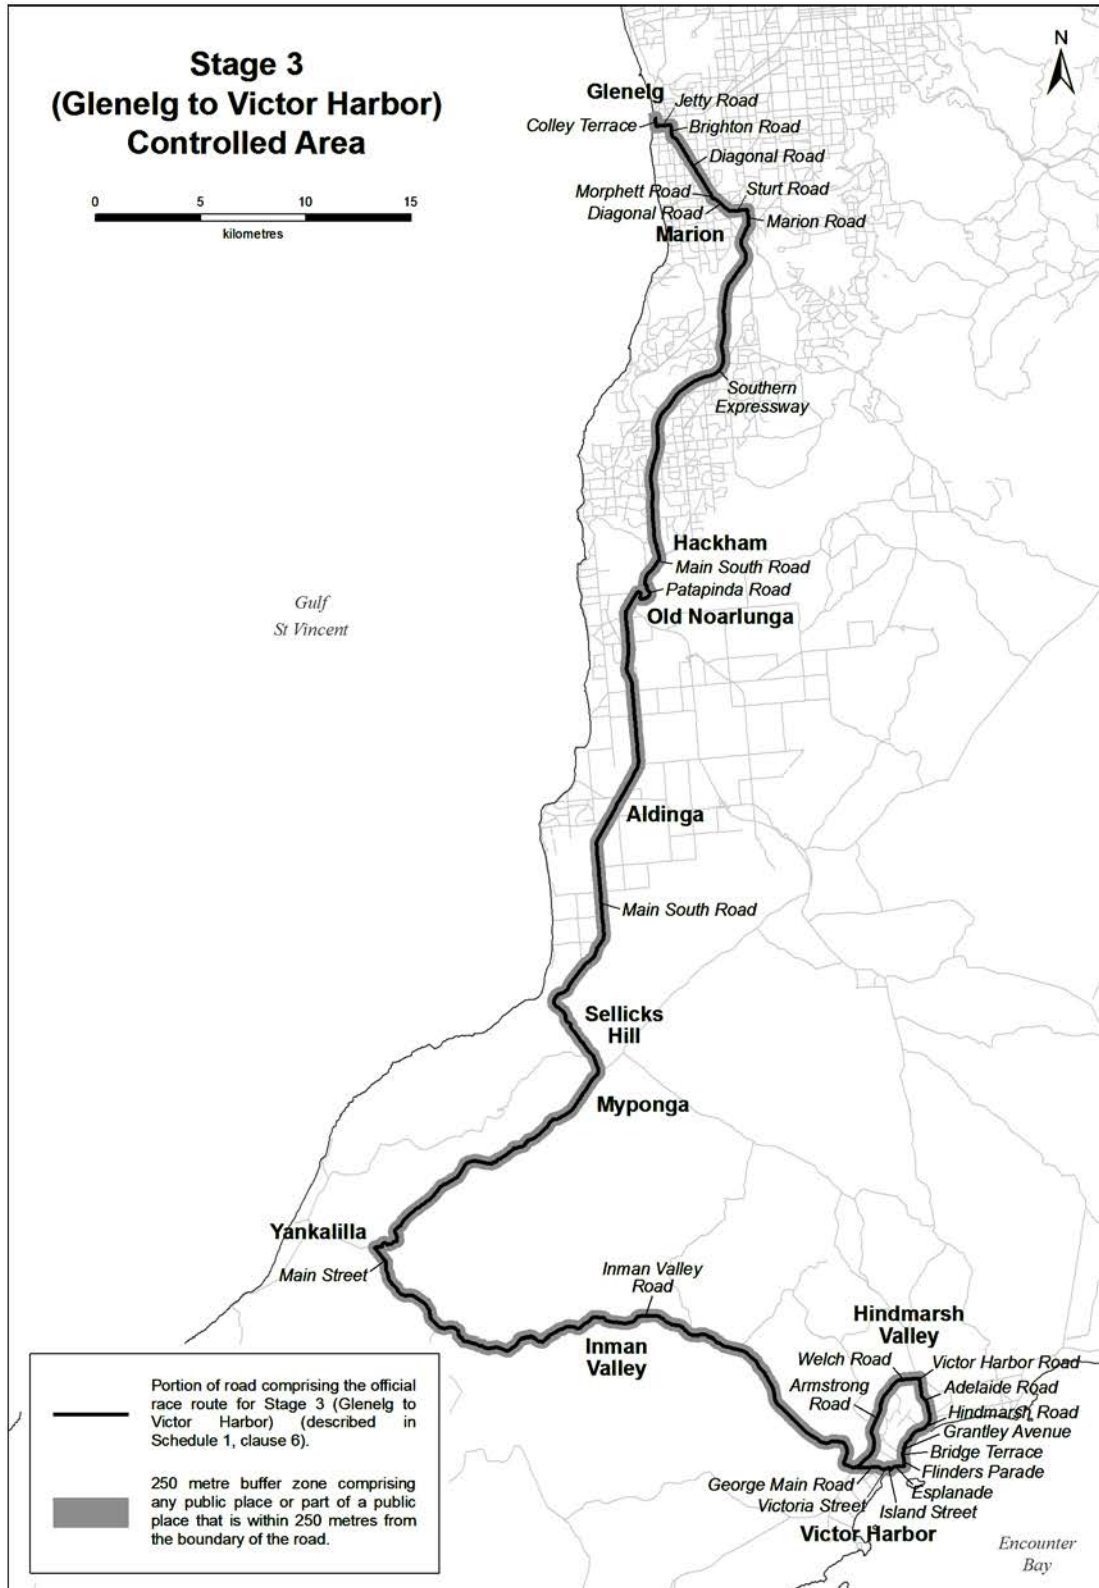 Stage 3
(Glenelg to Victor Harbor)
Controlled Area
0 5 10 15
kilometres
N
Glenelg
Jetty Road
Colley Terrace
Brighton Road
Diagonal Road
Morphett Road
Sturt Road
Diagonal Road
Marion Road
Marion
Southern
Expressway
Hackham
Main South Road
Patapinda Road
Old Noarlunga
Gulf
St Vincent
Aldinga
Main South Road
Sellicks
Hill
Myponga
Yankalilla
Main Street
Inman Valley
Road
Inman
Valley
Hindmarsh
Valley
Welch Road
Victor Harbor Road
Armstrong
Road
Adelaide Road
Hindmarsh Road
Grantley Avenue
Bridge Terrace
Flinders Parade
George Main Road
Esplanade
Victoria Street
Island Street
Victor Harbor
Encounter
Bay
Portion of road comprising the official
race route for Stage 3 (Glenelg to
Victor Harbor) (described in
Schedule 1, clause 6).
250 metre buffer zone comprising
any public place or part of a public
place that is within 250 metres from
the boundary of the road.